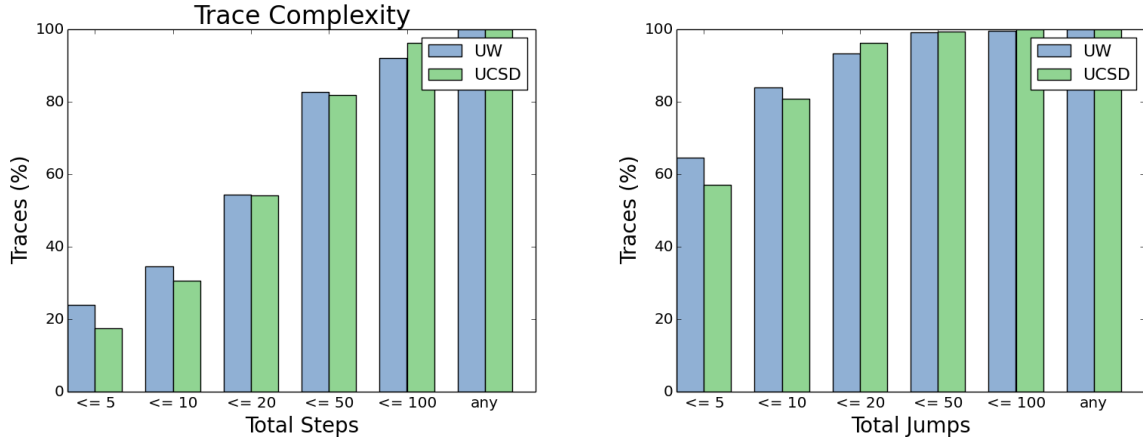 Trace Complexity
Traces (%)
100
80
60
40
20
0
UW
UCSD
<= 5 <= 10 <= 20 <= 50 <= 100 any
Total Steps
Traces (%)
100
80
60
40
20
0
UW
UCSD
<= 5 <= 10 <= 20 <= 50 <= 100 any
Total Jumps